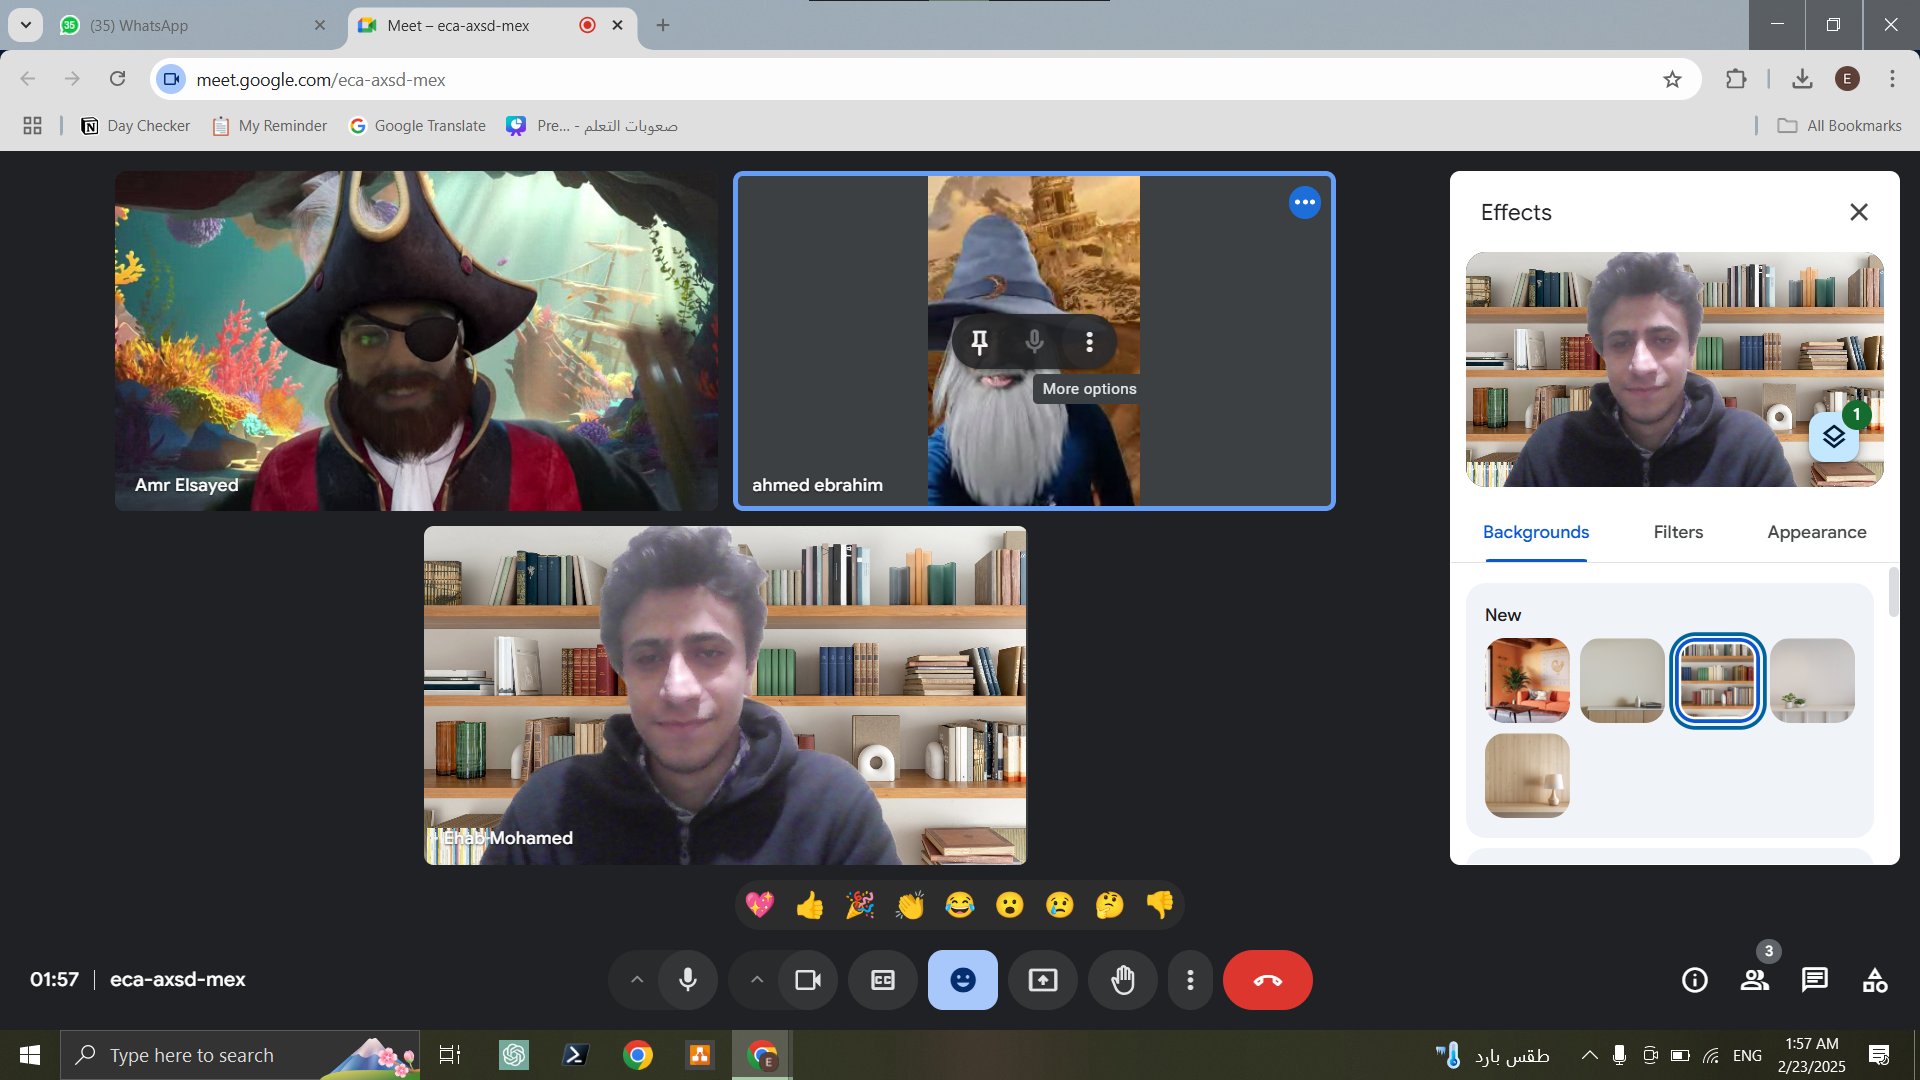 (35) WhatsApp
Meet – eca-axsd-mex
meet.google.com/eca-axsd-mex
E
Day Checker
My Reminder
Google Translate
Pre... - صعوبات التعلم
All Bookmarks
Amr Elsayed
More options
ahmed ebrahim
Ehab Mohamed
Effects
1
Backgrounds
Filters
Appearance
New
01:57
eca-axsd-mex
CC
3
Type here to search
E
طقس بارد
ENG
1:57 AM
2/23/2025